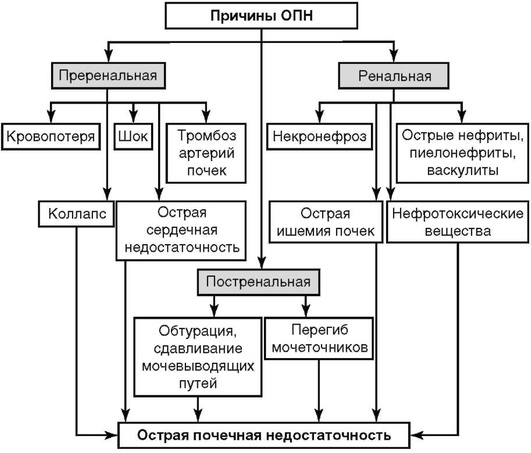 Причины ОПН
Преренальная
Ренальная
Кровопотеря
Шок
Тромбоз
артерий
почек
Некронефроз
Острые нефриты,
пиелонефриты,
васкулиты
Коллапс
Острая
сердечная
недостаточность
Острая
ишемия почек
Нефротоксические
вещества
Постренальная
Обтурация,
сдавливание
мочевыводящих
путей
Перегиб
мочеточников
Острая почечная недостаточность